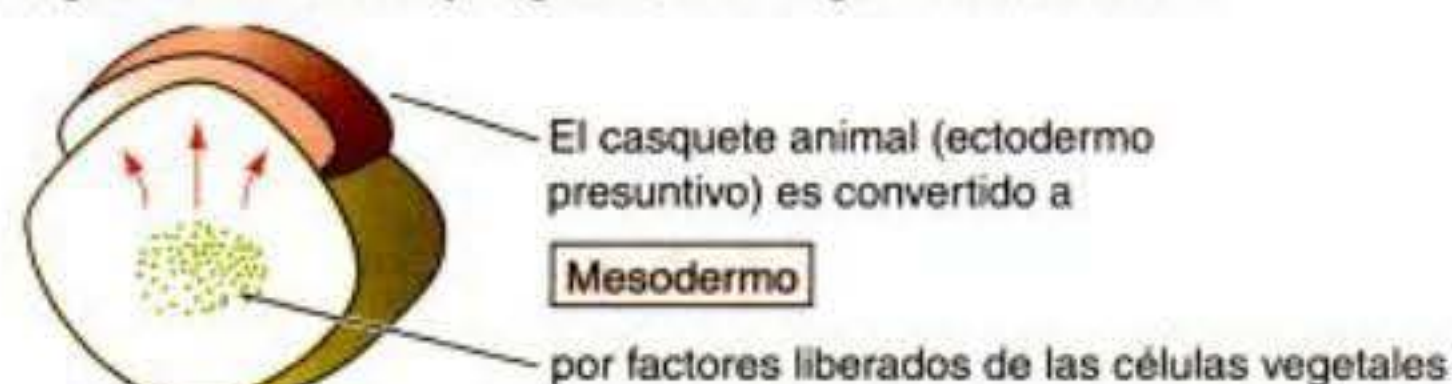 El casquete animal (ectodermo
presuntivo) es convertido a
Mesodermo
por factores liberados de las células vegetales